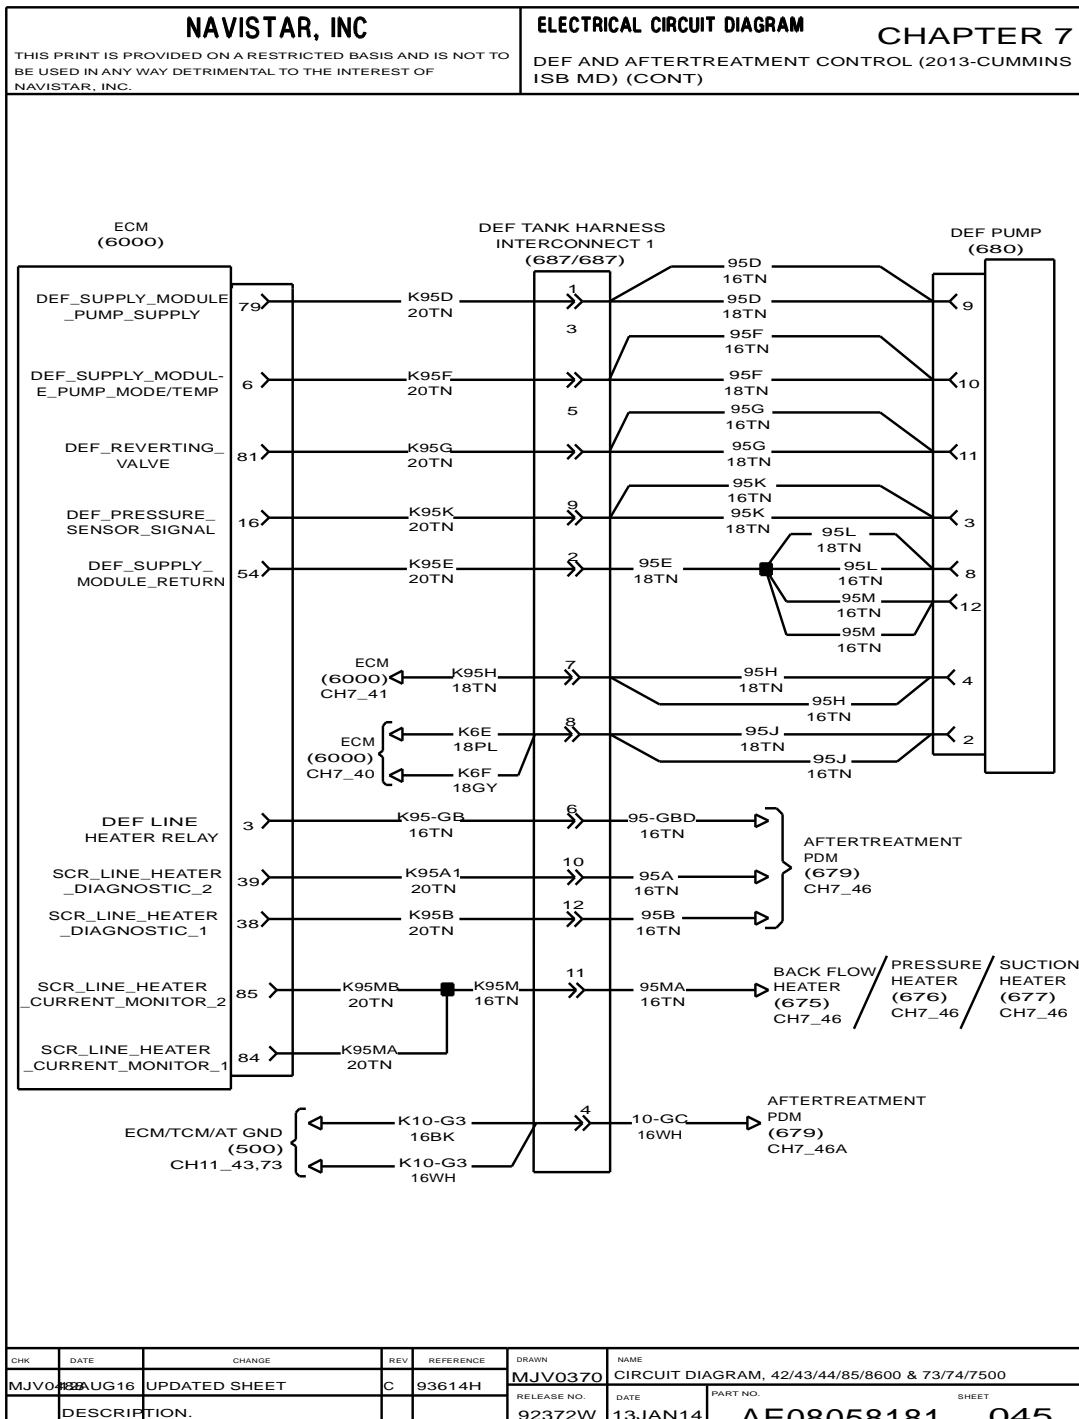 NAVISTAR, INC
THIS PRINT IS PROVIDED ON A RESTRICTED BASIS AND IS NOT TO
BE USED IN ANY WAY DETRIMENTAL TO THE INTEREST OF
NAVISTAR, INC.
ELECTRICAL CIRCUIT DIAGRAM
CHAPTER 7
DEF AND AFTERTREATMENT CONTROL (2013-CUMMINS
ISB MD) (CONT)
ECM
(6000)
DEF TANK HARNESS
INTERCONNECT 1
(687/687)
DEF PUMP
(680)
DEF_SUPPLY_MODULE
_PUMP_SUPPLY
79
K95D
20TN
1
95D
16TN
95D
18TN
9
3
DEF_SUPPLY_MODUL-
E_PUMP_MODE/TEMP
6
K95F
20TN
95F
16TN
95F
18TN
10
5
DEF_REVERTING_
VALVE
81
K95G
20TN
95G
16TN
95G
18TN
11
DEF_PRESSURE_
SENSOR_SIGNAL
16
K95K
20TN
9
95K
16TN
95K
18TN
3
DEF_SUPPLY_
MODULE_RETURN
54
K95E
20TN
2
95E
18TN
95L
18TN
95L
16TN
8
95M
16TN
12
95M
16TN
ECM
(6000)
CH7_41
K95H
18TN
7
95H
18TN
4
95H
16TN
ECM
(6000)
CH7_40
K6E
18PL
K6F
18GY
8
95J
18TN
2
95J
16TN
DEF LINE
HEATER RELAY
3
K95-GB
16TN
6
95-GBD
16TN
SCR_LINE_HEATER
_DIAGNOSTIC_2
39
K95A1
20TN
10
95A
16TN
SCR_LINE_HEATER
_DIAGNOSTIC_1
38
K95B
20TN
12
95B
16TN
AFTERTREATMENT
PDM
(679)
CH7_46
SCR_LINE_HEATER
_CURRENT_MONITOR_2
85
K95MB
20TN
K95M
16TN
11
95MA
16TN
BACK FLOW
HEATER
(675)
CH7_46
PRESSURE
HEATER
(676)
CH7_46
SUCTION
HEATER
(677)
CH7_46
SCR_LINE_HEATER
_CURRENT_MONITOR_1
84
K95MA
20TN
ECM/TCM/AT GND
(500)
CH11_43,73
K10-G3
16BK
K10-G3
16WH
4
10-GC
16WH
AFTERTREATMENT
PDM
(679)
CH7_46A
CHK DATE CHANGE REV REFERENCE
UPDATED SHEET C 93614H
DESCRIPTION.
DRAWN
MJV0370
NAME
CIRCUIT DIAGRAM, 42/43/44/85/8600 & 73/74/7500
RELEASE NO.
92372W
DATE
13JAN14
PART NO.
AE08058181
SHEET
045